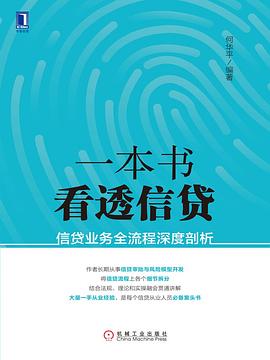 何华平/编著
一本书
看透信贷
信贷业务全流程深度剖析
作者长期从事信贷审批与风险模型开发
将信贷流程上各个细节拆分
结合法规、理论和实操融会贯通讲解
大量一手从业经验，是每个信贷从业人员必备案头书
机械工业出版社
China Machine Press